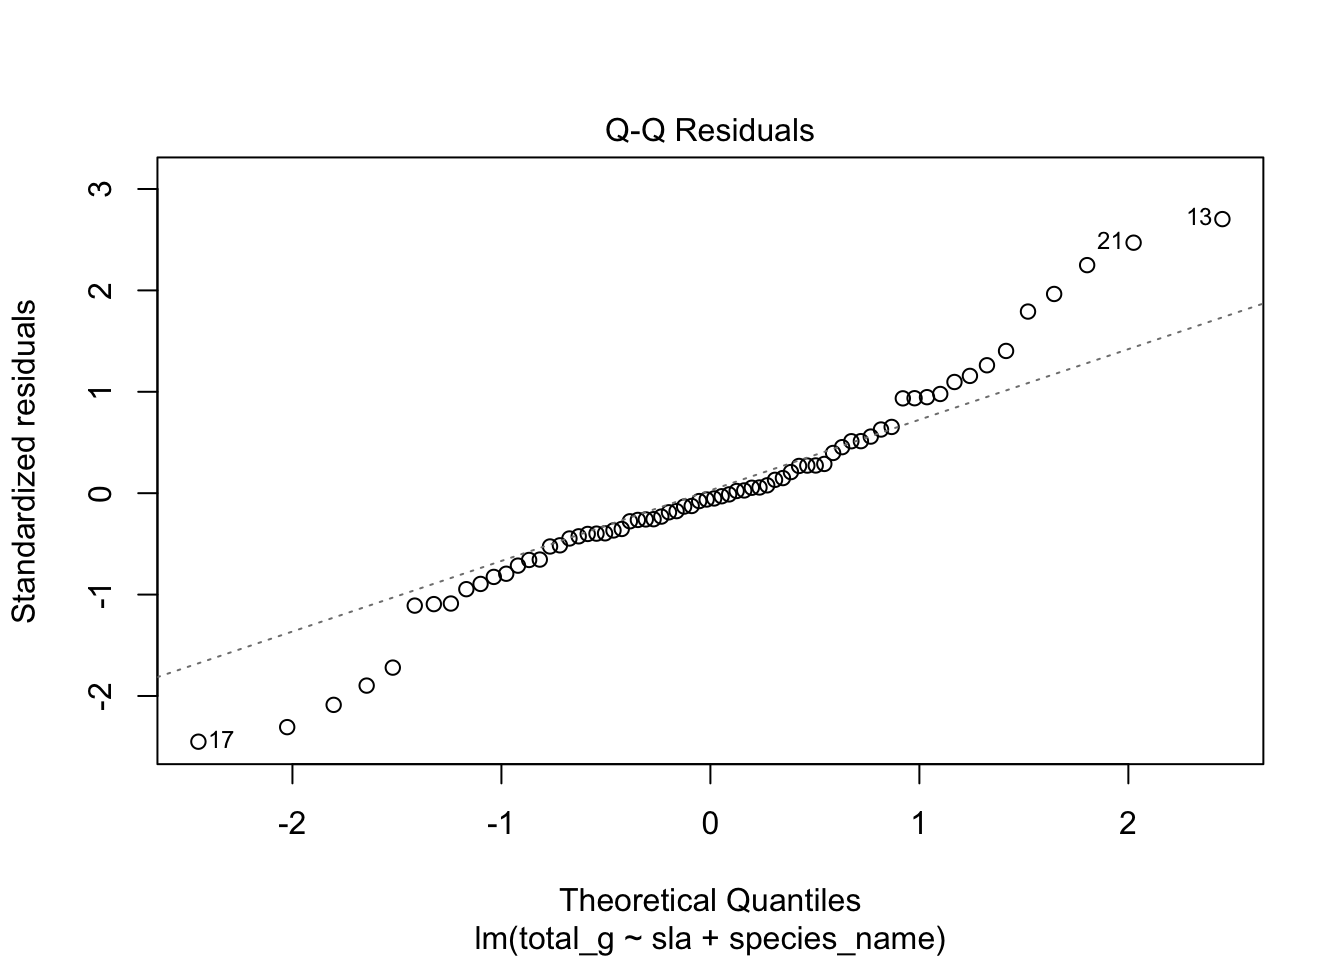 Q-Q Residuals
Standardized residuals
3
2
1
0
-1
-2
13
21
17
-2 -1 0 1 2
Theoretical Quantiles
lm(total_g ~ sla + species_name)